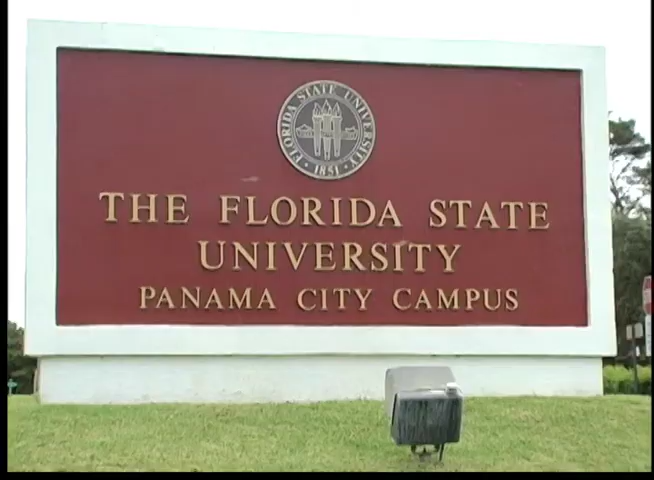 FLORIDA STATE UNIVERSITY
1851
THE FLORIDA STATE
UNIVERSITY
PANAMA CITY CAMPUS